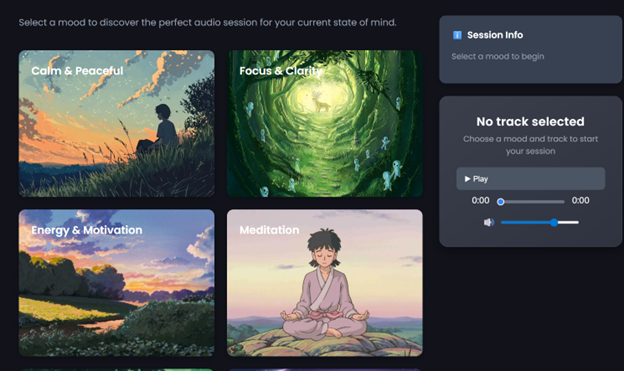 Select a mood to discover the perfect audio session for your current state of mind.
Calm & Peaceful
Focus & Clarity
Energy & Motivation
Meditation
Session Info
Select a mood to begin
No track selected
Choose a mood and track to start
your session
Play
0:00 0:00